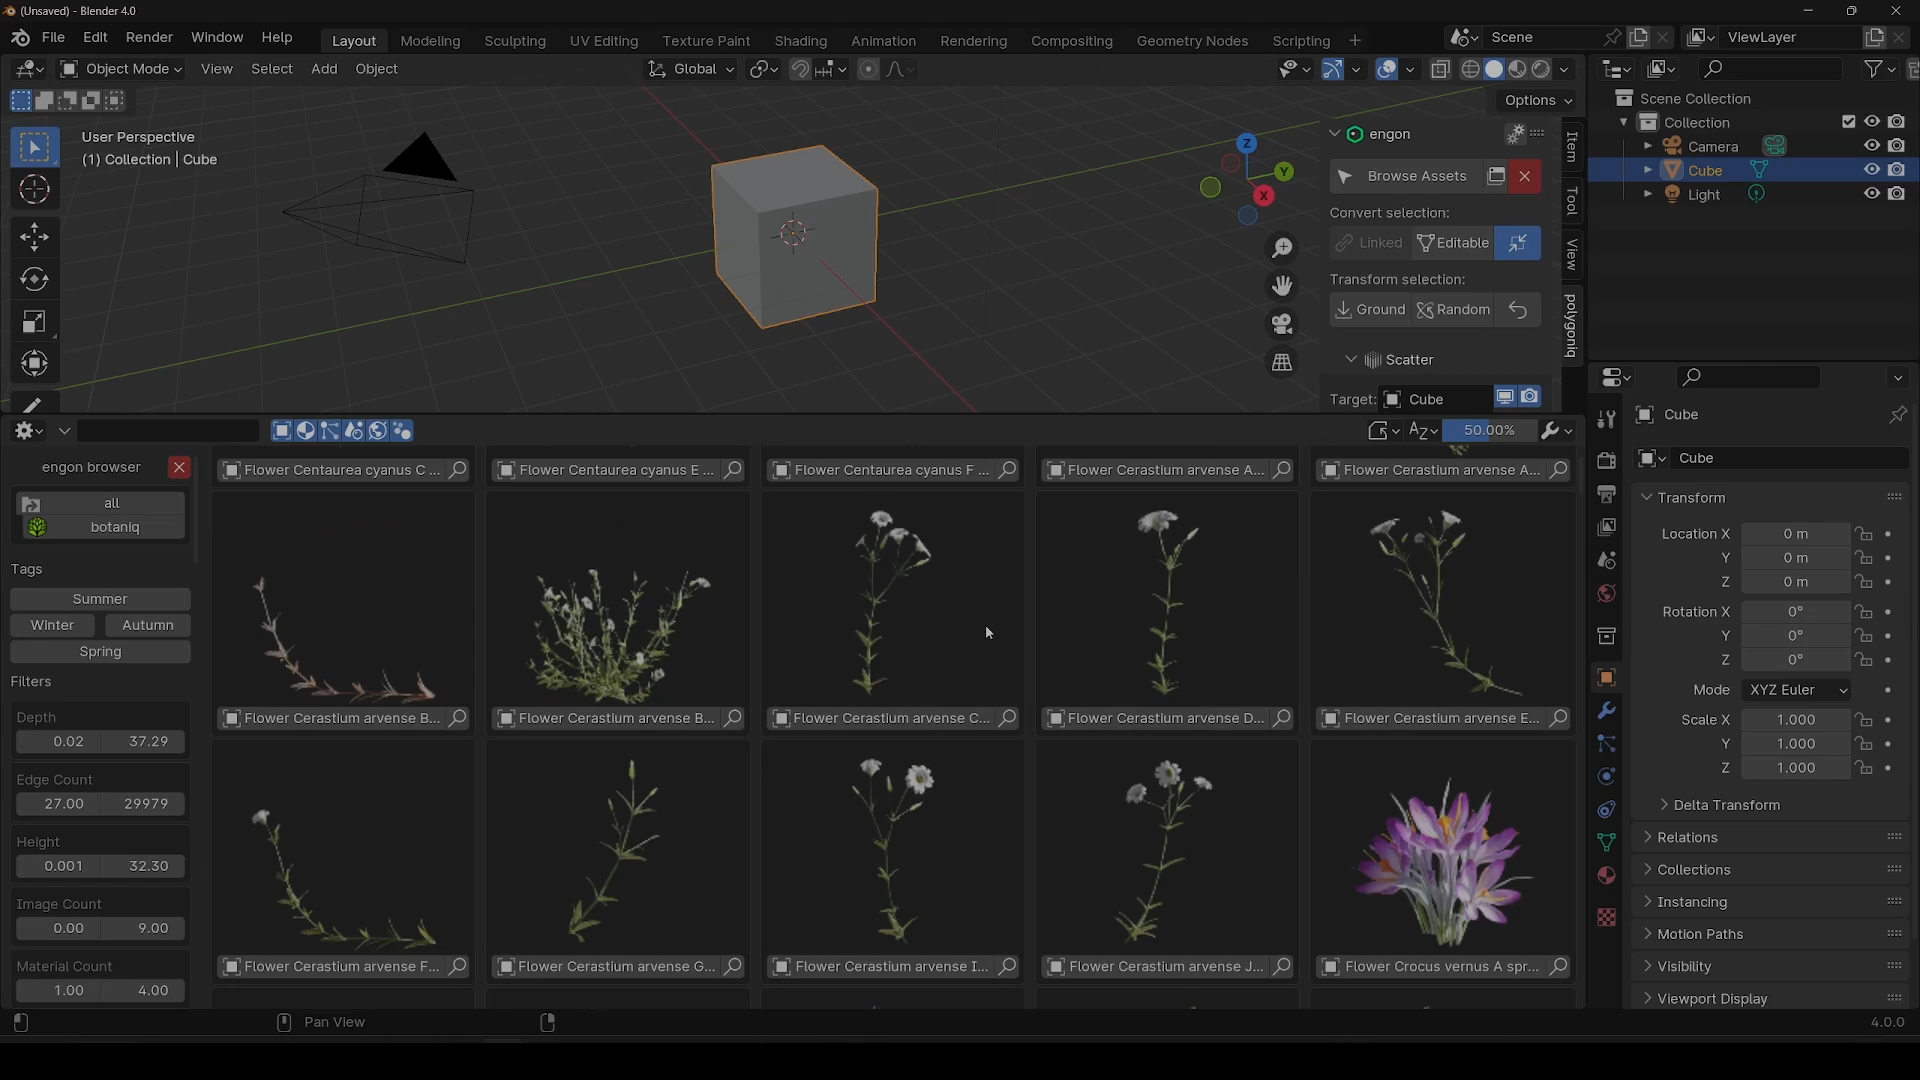 (Unsaved) - Blender 4.0
File Edit Render Window Help Layout Modeling Sculpting UV Editing Texture Paint Shading Animation Rendering Compositing Geometry Nodes Scripting + Scene ViewLayer
Object Mode View Select Add Object Global
Options
User Perspective
(1) Collection | Cube
Z
Y
X
engon
Browse Assets
Convert selection:
Linked Editable
Transform selection:
Ground Random
Scatter
Target: Cube
Item
Tool
View
polygoniq
Scene Collection
Collection
Camera
Cube
Light
50.00%
engon browser
all
botaniq
Tags
Summer
Winter Autumn
Spring
Filters
Depth
0.02 37.29
Edge Count
27.00 29979
Height
0.001 32.30
Image Count
0.00 9.00
Material Count
1.00 4.00
Flower Centaurea cyanus C ... Flower Centaurea cyanus E ... Flower Centaurea cyanus F ... Flower Cerastium arvense A... Flower Cerastium arvense A...
Flower Cerastium arvense B... Flower Cerastium arvense B... Flower Cerastium arvense C... Flower Cerastium arvense D... Flower Cerastium arvense E...
Flower Cerastium arvense F... Flower Cerastium arvense G... Flower Cerastium arvense I... Flower Cerastium arvense J... Flower Crocus vernus A spr...
Cube
Cube
Transform
Location X 0 m
Y 0 m
Z 0 m
Rotation X 0°
Y 0°
Z 0°
Mode XYZ Euler
Scale X 1.000
Y 1.000
Z 1.000
Delta Transform
Relations
Collections
Instancing
Motion Paths
Visibility
Viewport Display
Pan View
4.0.0